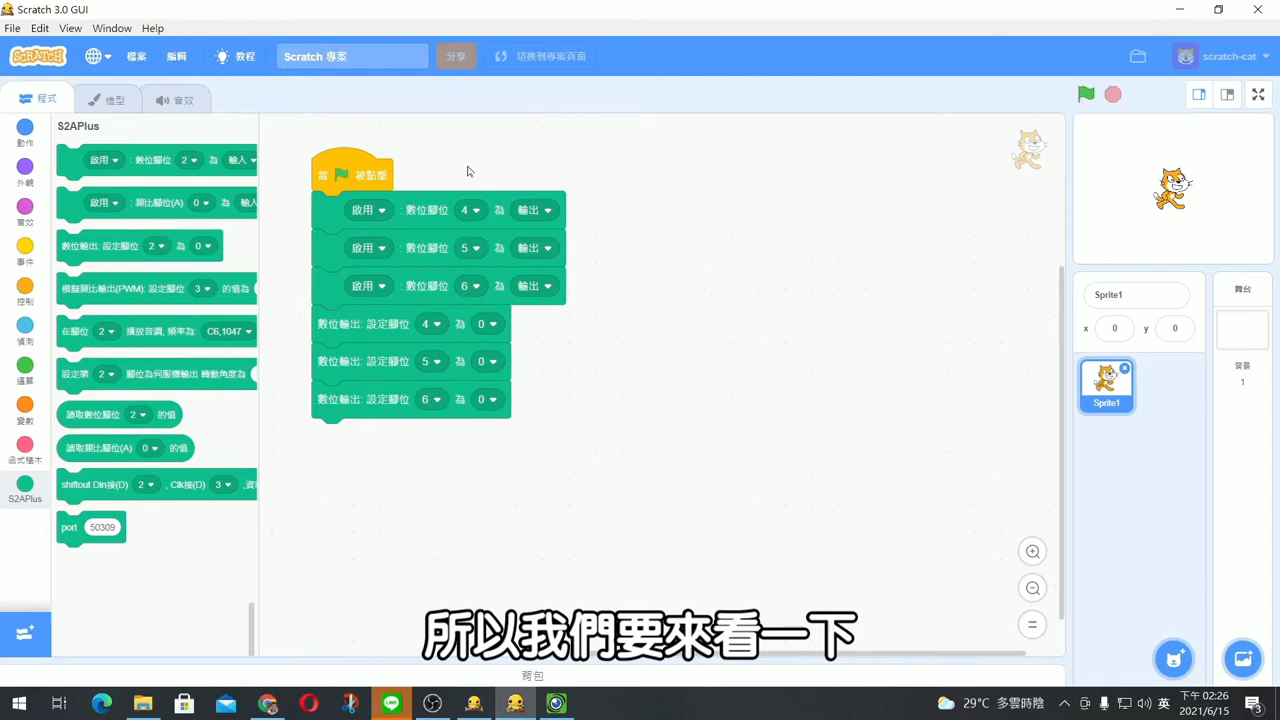 Scratch 3.0 GUI
File Edit View Window Help
SCRATCH 檔案 編輯 教程 Scratch 專案 分享 切換到專案頁面 scratch-cat
程式 造型 音效
動作
外觀
音效
事件
控制
偵測
運算
變數
函式積木
S2APlus
S2APlus
啟用 : 數位腳位 2 為 輸入
啟用 : 類比腳位(A) 0 為 輸入
數位輸出: 設定腳位 2 為 0
模擬類比輸出(PWM): 設定腳位 3 的值為
在腳位 2 播放音調, 頻率為: C6,1047
設定第 2 腳位為伺服機輸出 轉動角度為
讀取數位腳位 2 的值
讀取類比腳位(A) 0 的值
shiftout Din接(D) 2 , Clk接(D) 3 ,資
port 50309
當 被點擊
啟用 : 數位腳位 4 為 輸出
啟用 : 數位腳位 5 為 輸出
啟用 : 數位腳位 6 為 輸出
數位輸出: 設定腳位 4 為 0
數位輸出: 設定腳位 5 為 0
數位輸出: 設定腳位 6 為 0
Sprite1
x 0 y 0
Sprite1
舞台
背景
1
所以我們要來看一下
背包
LINE
29°C 多雲時晴 英
下午 02:26
2021/6/15
3